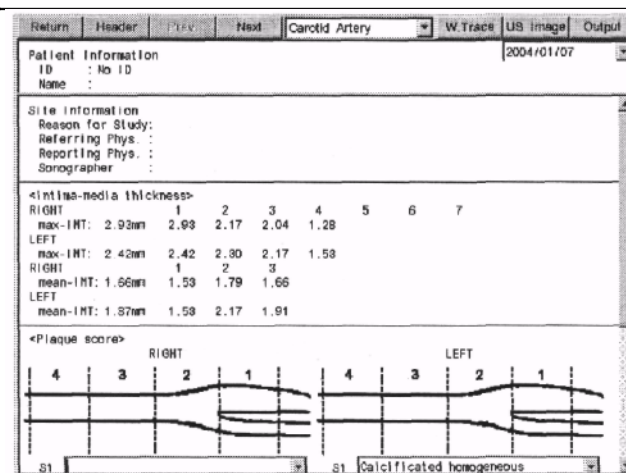 Return Header Prev Next Carotid Artery W.Trace US Image Output
Patient Information 2004/01/07
ID : No ID
Name :
Site Information
Reason for Study:
Referring Phys. :
Reporting Phys. :
Sonographer :
<intima-media thickness>
RIGHT 1 2 3 4 5 6 7
max-IMT: 2.93mm 2.93 2.17 2.04 1.28
LEFT
max-IMT: 2.42mm 2.42 2.30 2.17 1.53
RIGHT 1 2 3
mean-IMT: 1.66mm 1.53 1.79 1.66
LEFT
mean-IMT: 1.87mm 1.53 2.17 1.91
<Plaque score>
RIGHT LEFT
4 3 2 1 4 3 2 1
S1 S1 Calcificated homogeneous